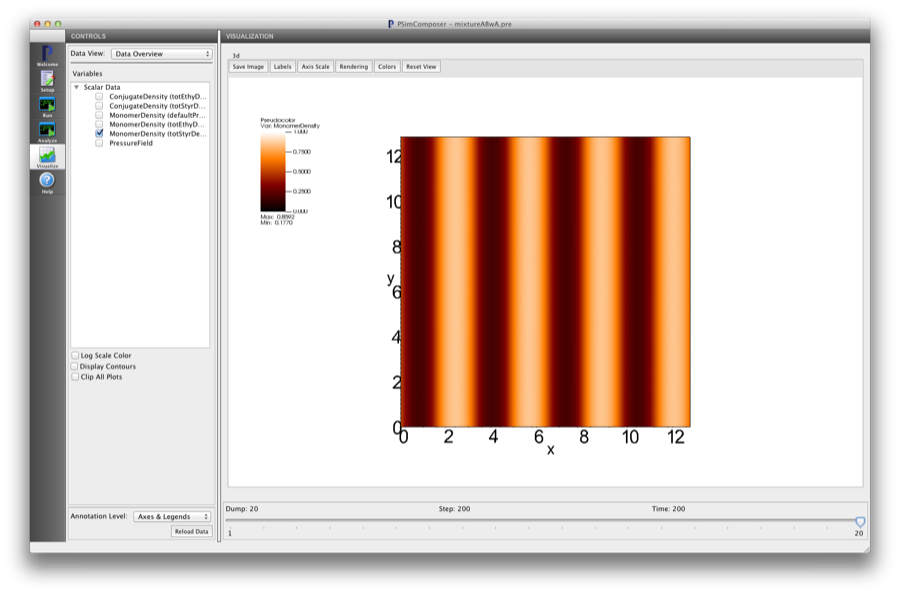 PSimComposer - mixtureABwA.pre
CONTROLS
VISUALIZATION
Welcome
Setup
Run
Analyze
Visualize
Help
Data View: Data Overview
Variables
Scalar Data
ConjugateDensity (totEthyD...
ConjugateDensity (totStyrD...
MonomerDensity (defaultPr...
MonomerDensity (totEthyD...
MonomerDensity (totStyrDe...
PressureField
Log Scale Color
Display Contours
Clip All Plots
Annotation Level: Axes & Legends
Reload Data
3d
Save Image Labels Axis Scale Rendering Colors Reset View
Pseudocolor
Var: MonomerDensity
1.000
0.7500
0.5000
0.2500
0.000
Max: 0.8592
Min: 0.1770
12
10
8
y
6
4
2
0
0 2 4 6 8 10 12
x
Dump: 20 Step: 200 Time: 200
1 20